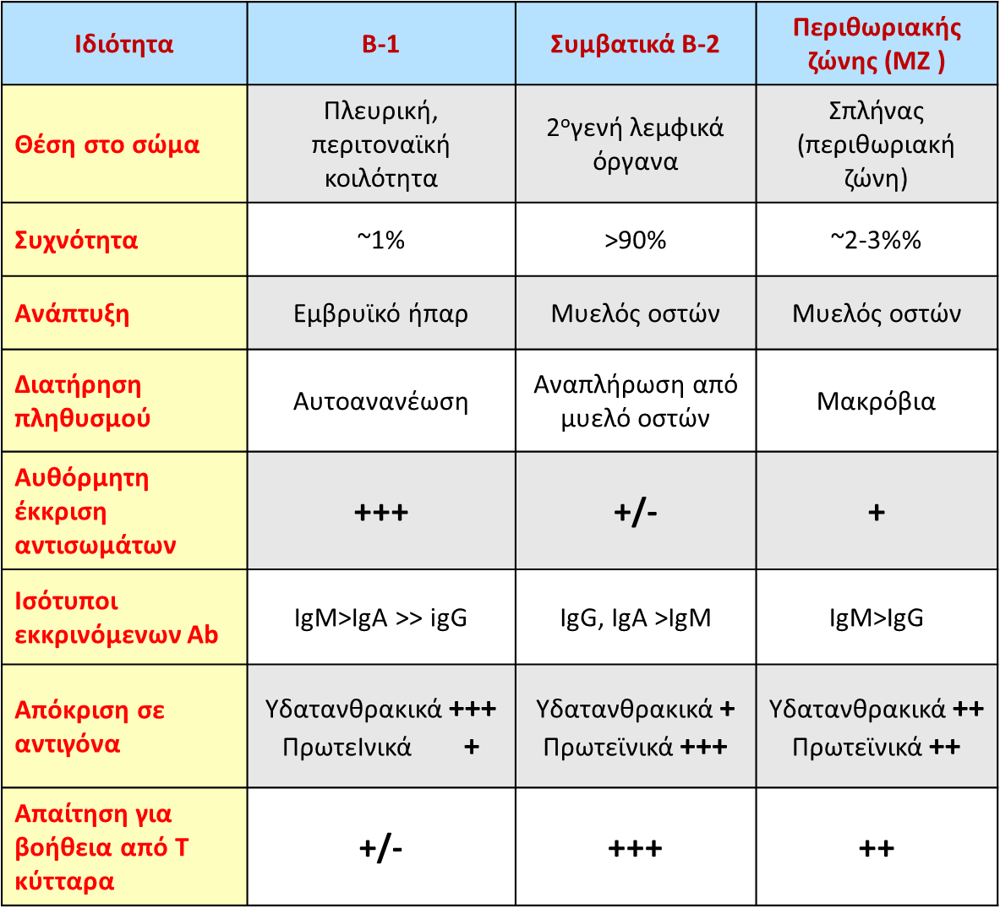 Ιδιότητα
B-1
Συμβατικά B-2
Περιθωριακής
ζώνης (MZ )
Θέση στο σώμα
Πλευρική,
περιτοναϊκή
κοιλότητα
2ογενή λεμφικά
όργανα
Σπλήνας
(περιθωριακή
ζώνη)
Συχνότητα
~1%
>90%
~2-3%%
Ανάπτυξη
Εμβρυϊκό ήπαρ
Μυελός οστών
Μυελός οστών
Διατήρηση
πληθυσμού
Αυτοανανέωση
Αναπλήρωση από
μυελό οστών
Μακρόβια
Αυθόρμητη
έκκριση
αντισωμάτων
+++
+/-
+
Ισότυποι
εκκρινόμενων Ab
IgM>IgA >> igG
IgG, IgA >IgM
IgM>IgG
Απόκριση σε
αντιγόνα
Υδατανθρακικά +++
ΠρωτεΙνικά +
Υδατανθρακικά +
Πρωτεϊνικά +++
Υδατανθρακικά ++
Πρωτεϊνικά ++
Απαίτηση για
βοήθεια από Τ
κύτταρα
+/-
+++
++